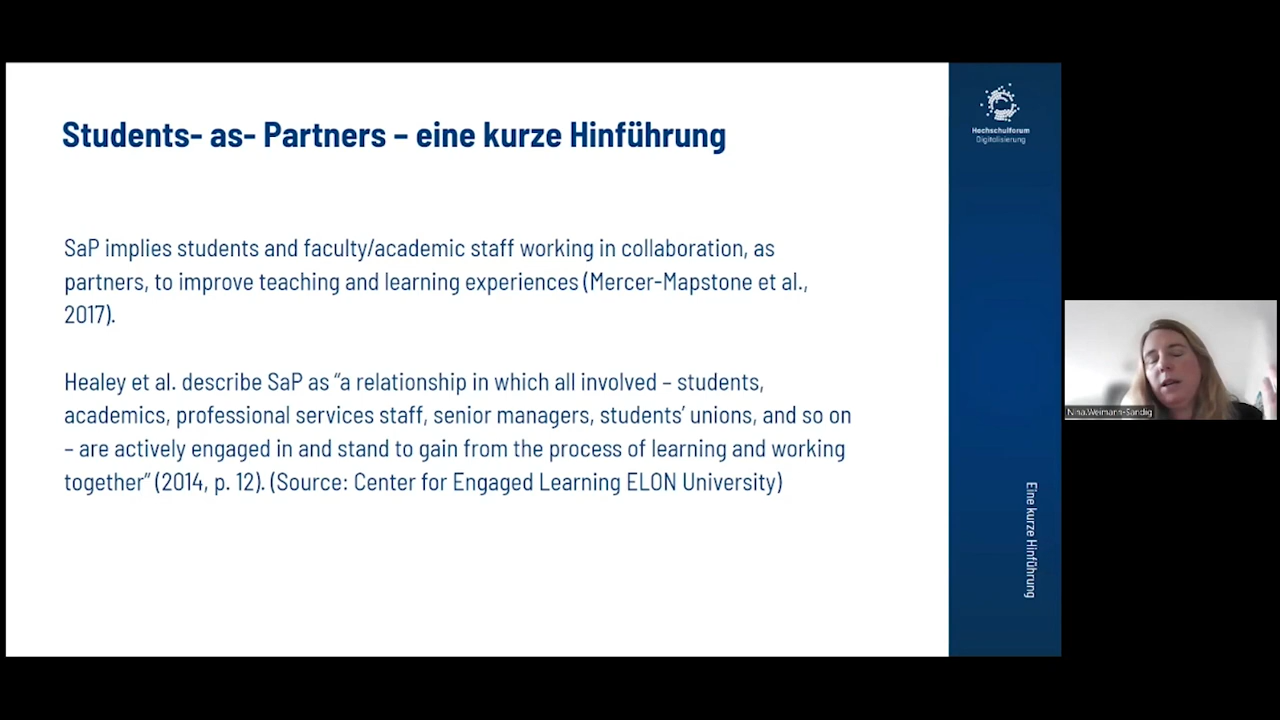 Students- as- Partners – eine kurze Hinführung
SaP implies students and faculty/academic staff working in collaboration, as
partners, to improve teaching and learning experiences (Mercer-Mapstone et al.,
2017).
Healey et al. describe SaP as “a relationship in which all involved – students,
academics, professional services staff, senior managers, students’ unions, and so on
– are actively engaged in and stand to gain from the process of learning and working
together” (2014, p. 12). (Source: Center for Engaged Learning ELON University)
Hochschulforum
Digitalisierung
Eine kurze Hinführung
Nina.Weimann-Sandig